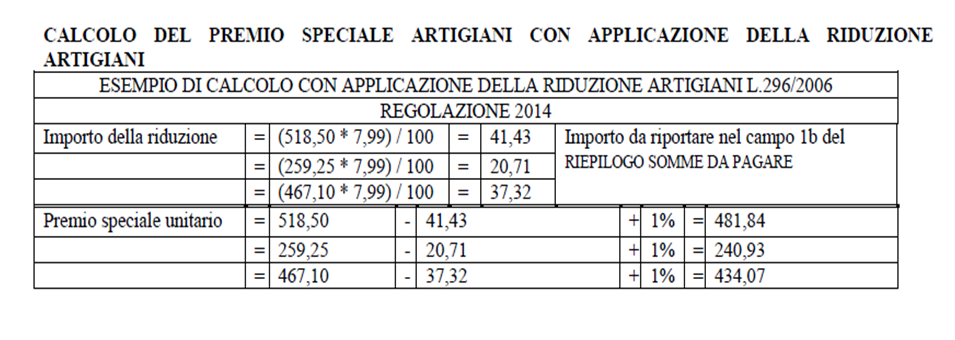 CALCOLO DEL PREMIO SPECIALE ARTIGIANI CON APPLICAZIONE DELLA RIDUZIONE
ARTIGIANI
ESEMPIO DI CALCOLO CON APPLICAZIONE DELLA RIDUZIONE ARTIGIANI L.296/2006
REGOLAZIONE 2014
Importo della riduzione = (518,50 * 7,99) / 100 = 41,43 Importo da riportare nel campo 1b del
= (259,25 * 7,99) / 100 = 20,71 RIEPILOGO SOMME DA PAGARE
= (467,10 * 7,99) / 100 = 37,32
Premio speciale unitario = 518,50 - 41,43 + 1% = 481,84
= 259,25 - 20,71 + 1% = 240,93
= 467,10 - 37,32 + 1% = 434,07